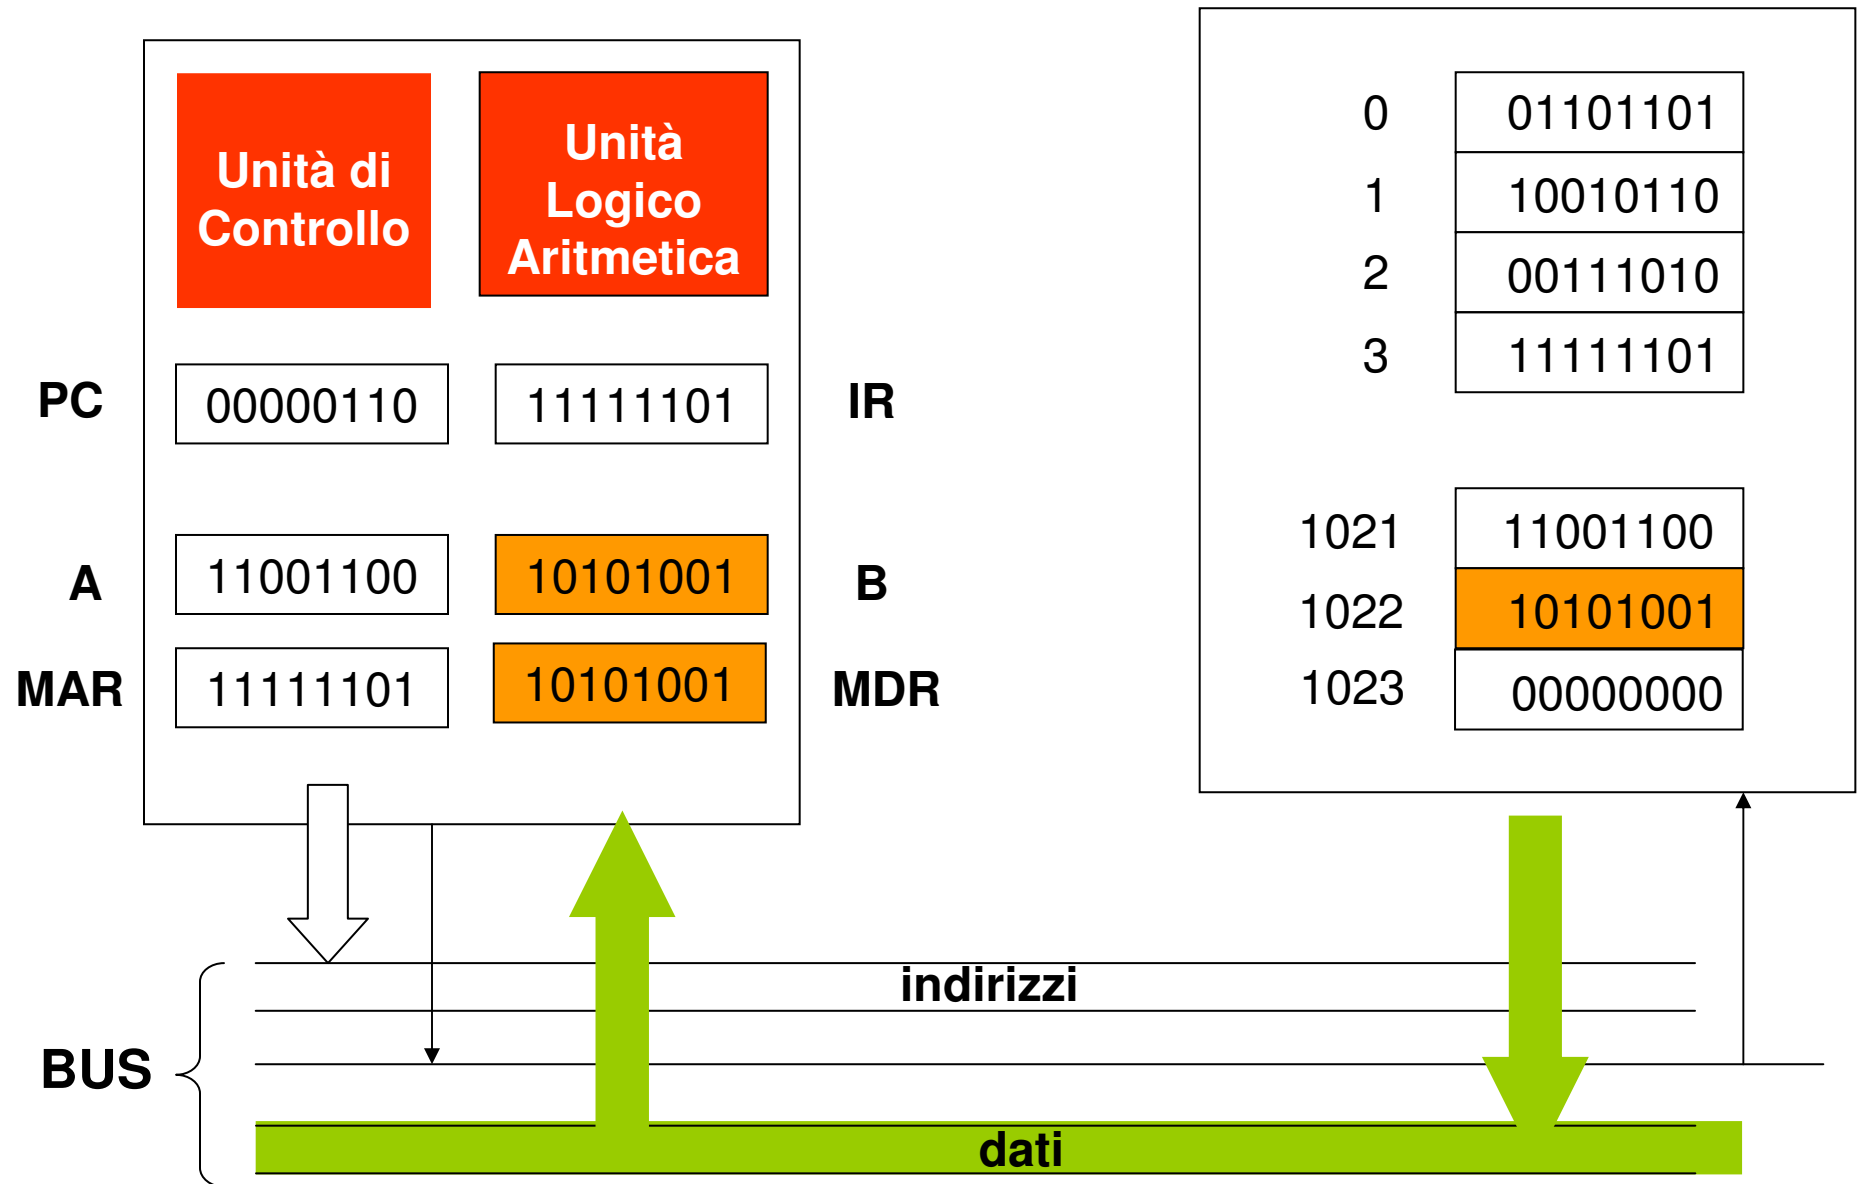 Unità di
Controllo
Unità
Logico
Aritmetica
PC 00000110 11111101 IR
A 11001100 10101001 B
MAR 11111101 10101001 MDR
0 01101101
1 10010110
2 00111010
3 11111101
1021 11001100
1022 10101001
1023 00000000
indirizzi
BUS
dati